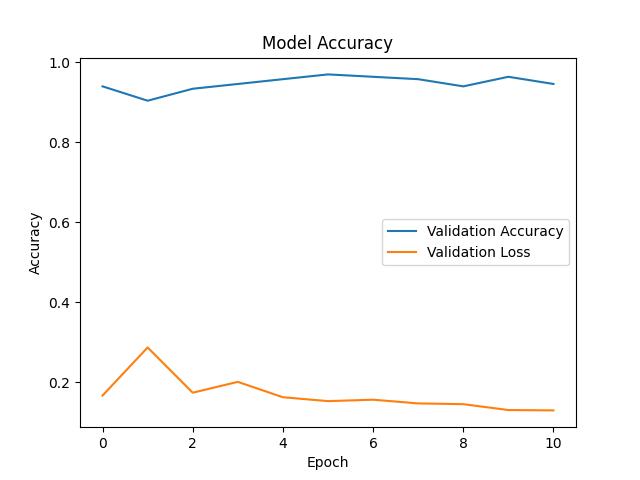 Model Accuracy
1.0
0.8
0.6
0.4
0.2
Accuracy
Validation Accuracy
Validation Loss
0 2 4 6 8 10
Epoch